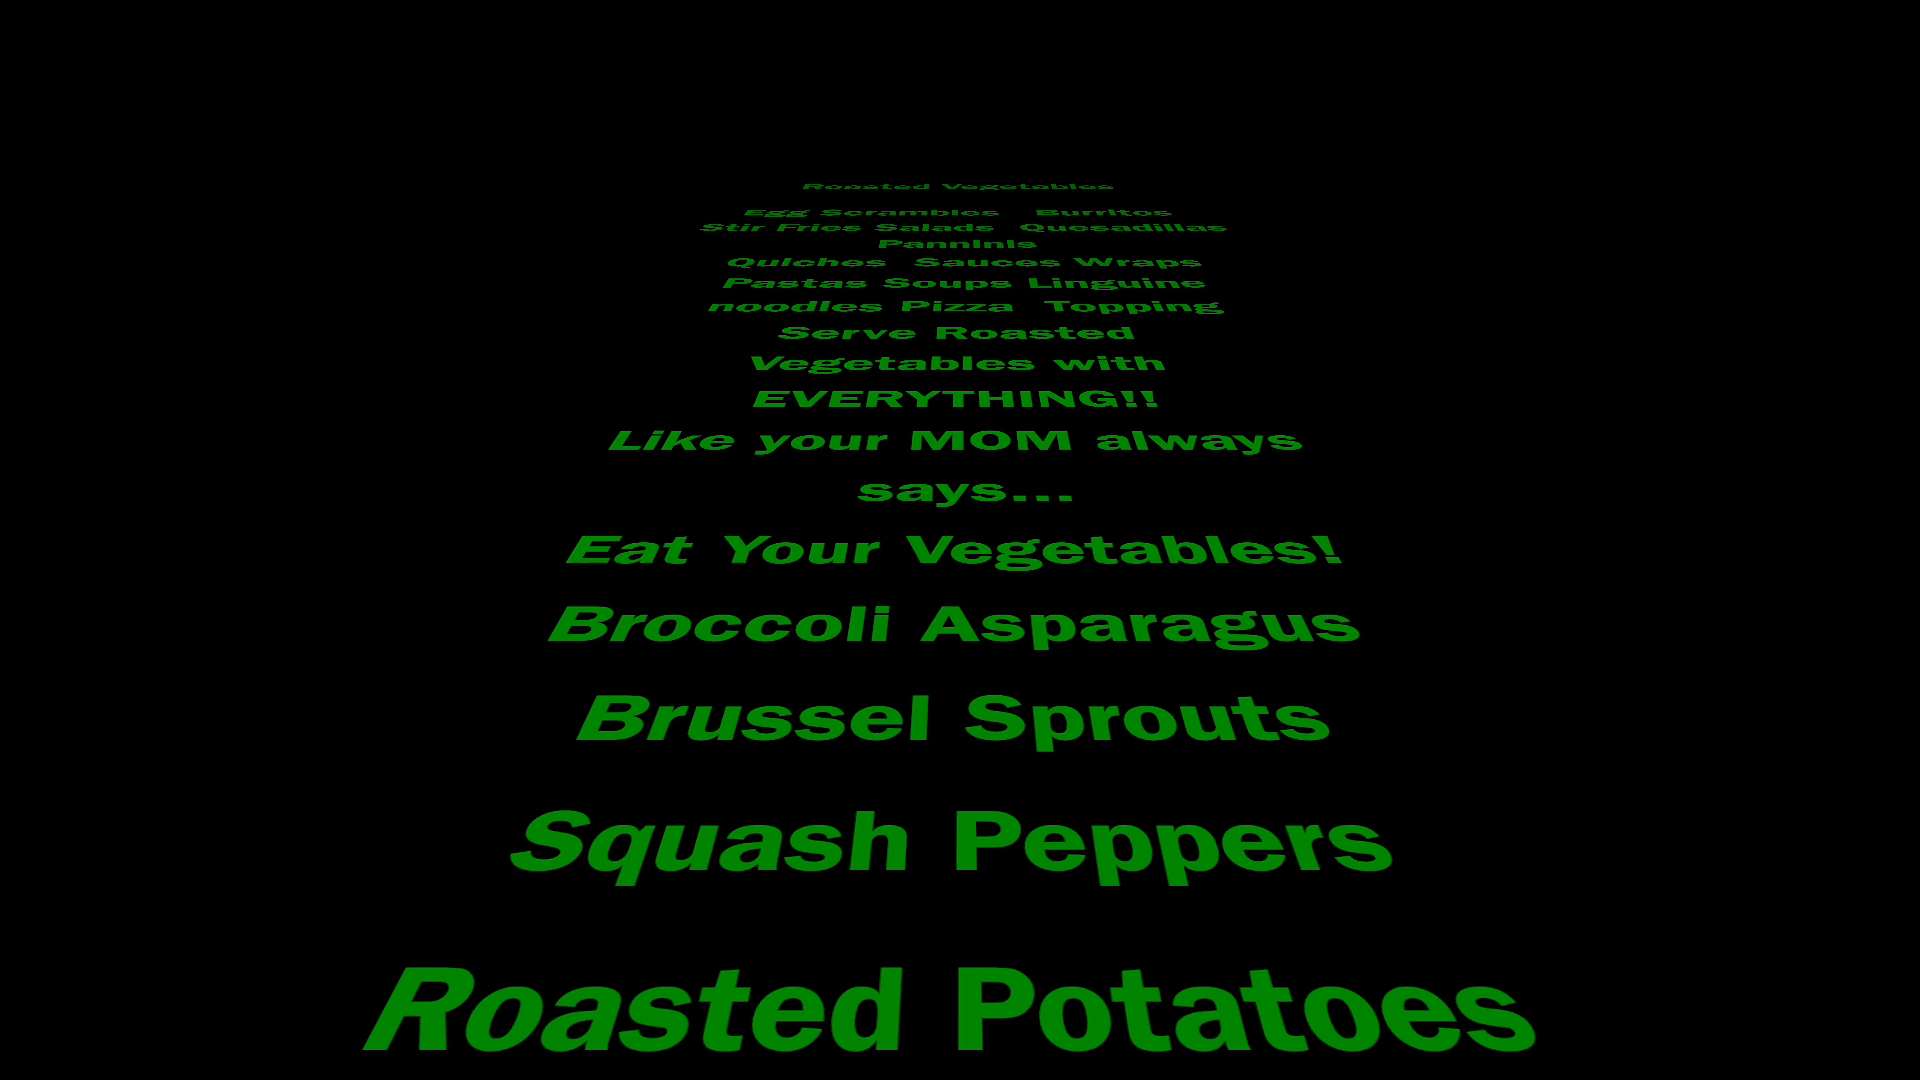 Roasted Vegetables
Egg Scrambles Burritos
Stir Fries Salads Quesadillas
Panninis
Quiches Sauces Wraps
Pastas Soups Linguine
noodles Pizza Topping
Serve Roasted
Vegetables with
EVERYTHING!!
Like your MOM always
says...
Eat Your Vegetables!
Broccoli Asparagus
Brussel Sprouts
Squash Peppers
Roasted Potatoes